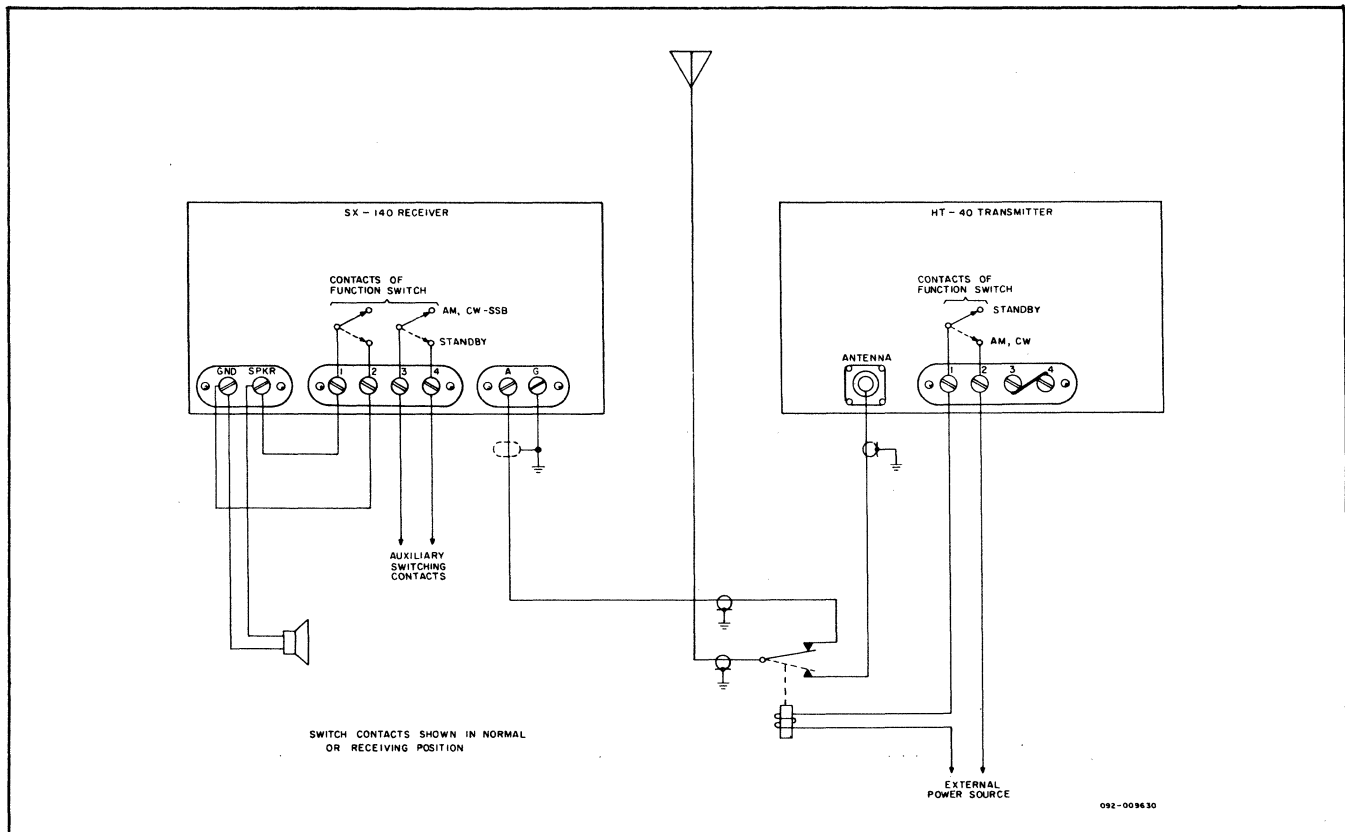 SX - 140 RECEIVER
CONTACTS OF
FUNCTION SWITCH
AM, CW-SSB
STANDBY
GND SPKR 1 2 3 4 A G
AUXILIARY
SWITCHING
CONTACTS
HT - 40 TRANSMITTER
CONTACTS OF
FUNCTION SWITCH
STANDBY
AM, CW
ANTENNA
1 2 3 4
SWITCH CONTACTS SHOWN IN NORMAL
OR RECEIVING POSITION
EXTERNAL
POWER SOURCE
092-009630